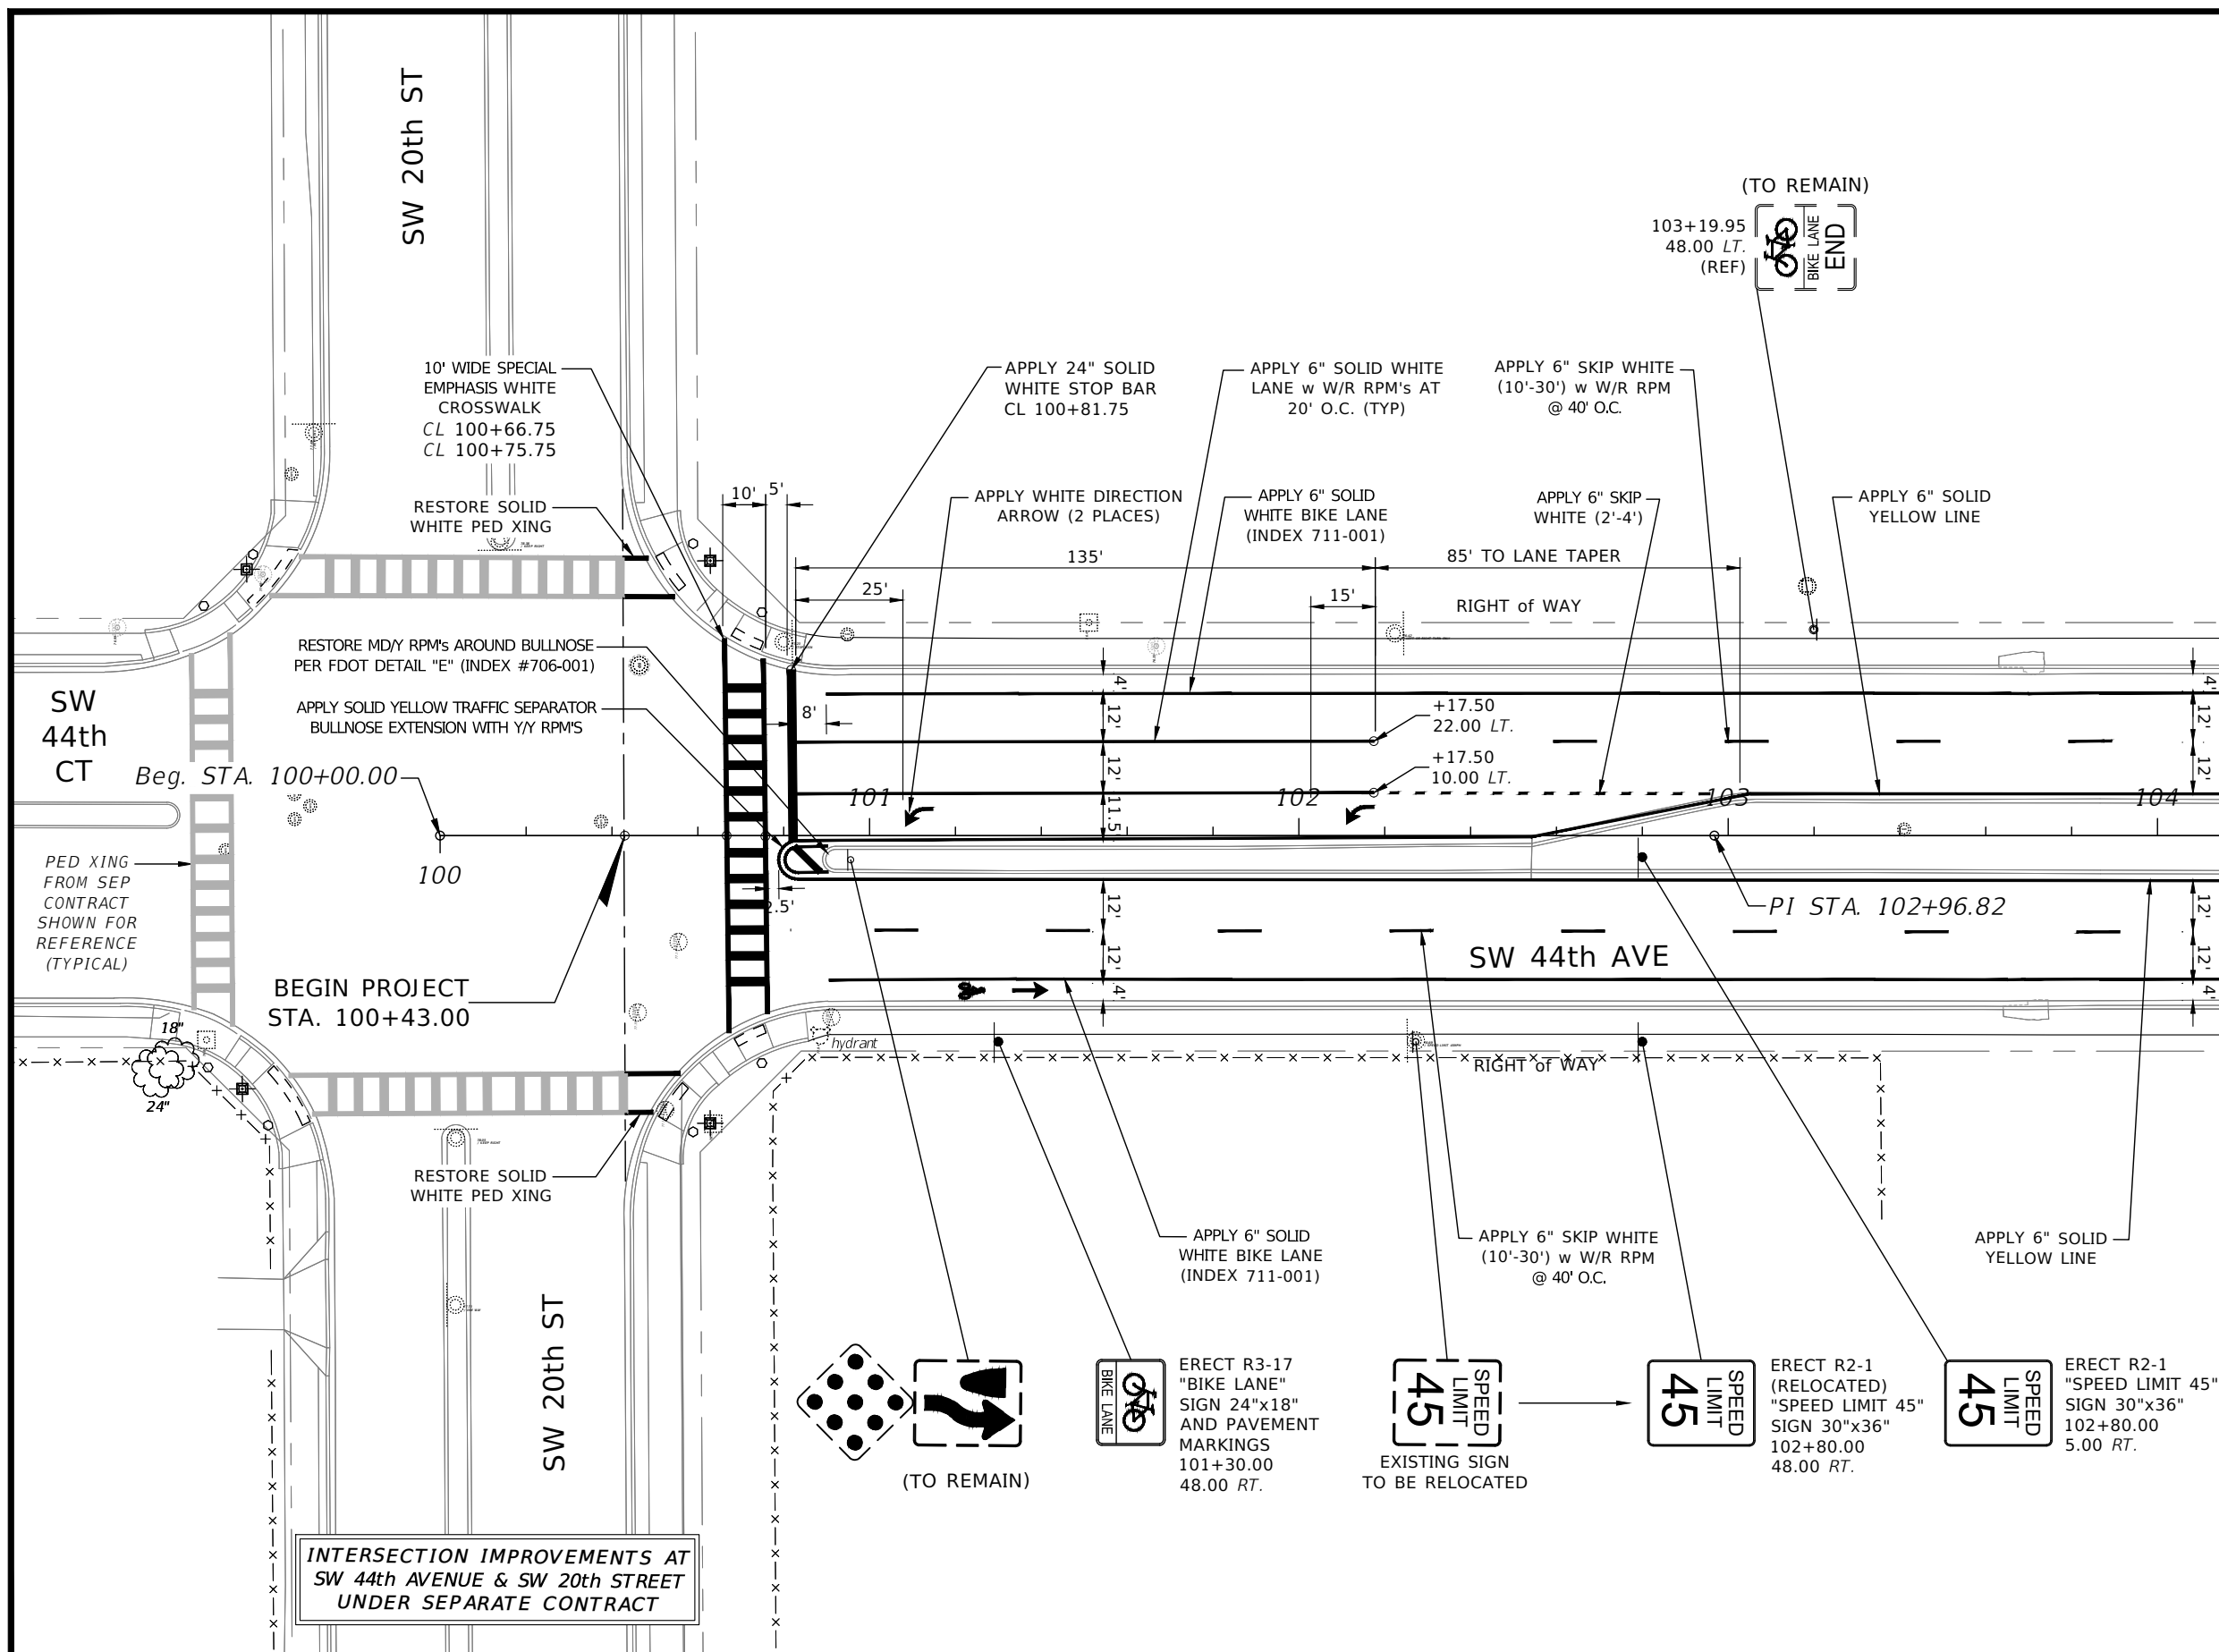 SW 20th ST
(TO REMAIN)
103+19.95
48.00 LT.
(REF)
BIKE LANE
END
10' WIDE SPECIAL
EMPHASIS WHITE
CROSSWALK
CL 100+66.75
CL 100+75.75
APPLY 24" SOLID
WHITE STOP BAR
CL 100+81.75
APPLY 6" SOLID WHITE
LANE w W/R RPM's AT
20' O.C. (TYP)
APPLY 6" SKIP WHITE
(10'-30') w W/R RPM
@ 40' O.C.
RESTORE SOLID
WHITE PED XING
10'
5'
APPLY WHITE DIRECTION
ARROW (2 PLACES)
APPLY 6" SOLID
WHITE BIKE LANE
(INDEX 711-001)
APPLY 6" SKIP
WHITE (2'-4')
APPLY 6" SOLID
YELLOW LINE
135'
85' TO LANE TAPER
25'
15'
RIGHT of WAY
RESTORE MD/Y RPM's AROUND BULLNOSE
PER FDOT DETAIL "E" (INDEX #706-001)
APPLY SOLID YELLOW TRAFFIC SEPARATOR
BULLNOSE EXTENSION WITH Y/Y RPM'S
8'
4'
12'
12'
11.5'
4'
12'
12'
+17.50
22.00 LT.
+17.50
10.00 LT.
SW
44th
CT
Beg. STA. 100+00.00
100
101
102
103
104
PED XING
FROM SEP
CONTRACT
SHOWN FOR
REFERENCE
(TYPICAL)
2.5'
PI STA. 102+96.82
12'
12'
4'
12'
12'
4'
SW 44th AVE
BEGIN PROJECT
STA. 100+43.00
18"
24"
hydrant
RIGHT of WAY
RESTORE SOLID
WHITE PED XING
APPLY 6" SOLID
WHITE BIKE LANE
(INDEX 711-001)
APPLY 6" SKIP WHITE
(10'-30') w W/R RPM
@ 40' O.C.
APPLY 6" SOLID
YELLOW LINE
SW 20th ST
(TO REMAIN)
BIKE LANE
ERECT R3-17
"BIKE LANE"
SIGN 24"x18"
AND PAVEMENT
MARKINGS
101+30.00
48.00 RT.
SPEED
LIMIT
45
EXISTING SIGN
TO BE RELOCATED
SPEED
LIMIT
45
ERECT R2-1
(RELOCATED)
"SPEED LIMIT 45"
SIGN 30"x36"
102+80.00
48.00 RT.
SPEED
LIMIT
45
ERECT R2-1
"SPEED LIMIT 45"
SIGN 30"x36"
102+80.00
5.00 RT.
INTERSECTION IMPROVEMENTS AT
SW 44th AVENUE & SW 20th STREET
UNDER SEPARATE CONTRACT